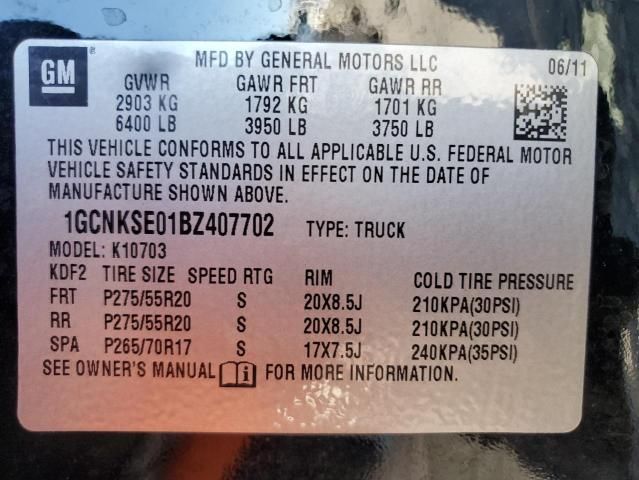 GM
®
MFD BY GENERAL MOTORS LLC
06/11
GVWR GAWR FRT GAWR RR
2903 KG 1792 KG 1701 KG
6400 LB 3950 LB 3750 LB
THIS VEHICLE CONFORMS TO ALL APPLICABLE U.S. FEDERAL MOTOR
VEHICLE SAFETY STANDARDS IN EFFECT ON THE DATE OF
MANUFACTURE SHOWN ABOVE.
1GCNKSE01BZ407702 TYPE: TRUCK
MODEL: K10703
KDF2 TIRE SIZE SPEED RTG RIM COLD TIRE PRESSURE
FRT P275/55R20 S 20X8.5J 210KPA(30PSI)
RR P275/55R20 S 20X8.5J 210KPA(30PSI)
SPA P265/70R17 S 17X7.5J 240KPA(35PSI)
SEE OWNER'S MANUAL i FOR MORE INFORMATION.